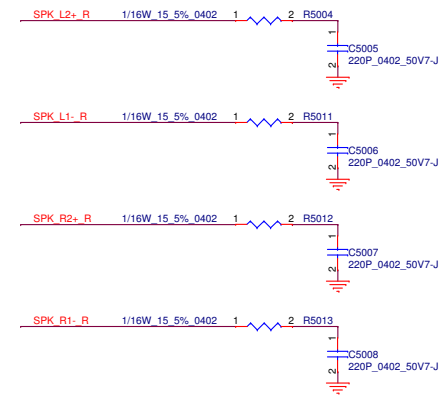 SPK_L2+_R 1/16W_15_5%_0402 1 2 R5004
1
C5005
2
220P_0402_50V7-J
SPK_L1-_R 1/16W_15_5%_0402 1 2 R5011
1
C5006
2
220P_0402_50V7-J
SPK_R2+_R 1/16W_15_5%_0402 1 2 R5012
1
C5007
2
220P_0402_50V7-J
SPK_R1-_R 1/16W_15_5%_0402 1 2 R5013
1
C5008
2
220P_0402_50V7-J